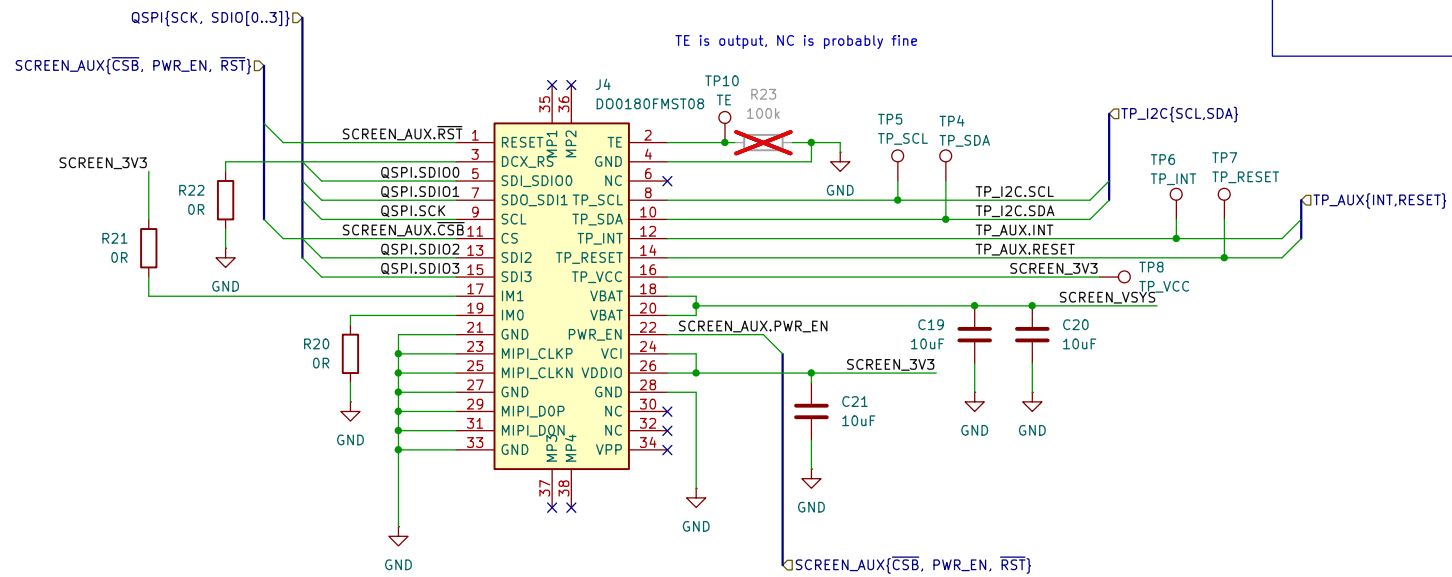 QSPI{SCK, SDIO[0..3]}
TE is output, NC is probably fine
SCREEN_AUX{CSB, PWR_EN, RST}
J4
DO0180FMST08
TP10
TE
R23
100k
TP5
TP_SCL
TP4
TP_SDA
TP_I2C{SCL,SDA}
TP6
TP_INT
TP7
TP_RESET
TP_AUX{INT,RESET}
35
36
MP1
MP2
SCREEN_AUX.RST 1 RESET
TE 2
3 DCX_RS
GND 4
GND
SCREEN_3V3
QSPI.SDIO0 5 SDI_SDIO0
NC 6
R22
0R
QSPI.SDIO1 7 SDO_SDI1
TP_SCL 8 TP_I2C.SCL
QSPI.SCK 9 SCL
TP_SDA 10 TP_I2C.SDA
R21
0R
SCREEN_AUX.CSB 11 CS
TP_INT 12 TP_AUX.INT
QSPI.SDIO2 13 SDI2
TP_RESET 14 TP_AUX.RESET
QSPI.SDIO3 15 SDI3
TP_VCC 16 SCREEN_3V3
TP8
TP_VCC
GND
17 IM1
VBAT 18
SCREEN_VSYS
19 IM0
VBAT 20
21 GND
PWR_EN 22 SCREEN_AUX.PWR_EN
C19
10uF
C20
10uF
R20
0R
23 MIPI_CLKP
VCI 24
25 MIPI_CLKN
VDDIO 26 SCREEN_3V3
27 GND
GND 28
29 MIPI_D0P
NC 30
C21
10uF
31 MIPI_D0N
NC 32
33 GND
VPP 34
GND
GND
GND
MP3
MP4
37
38
GND
GND
GND
SCREEN_AUX{CSB, PWR_EN, RST}